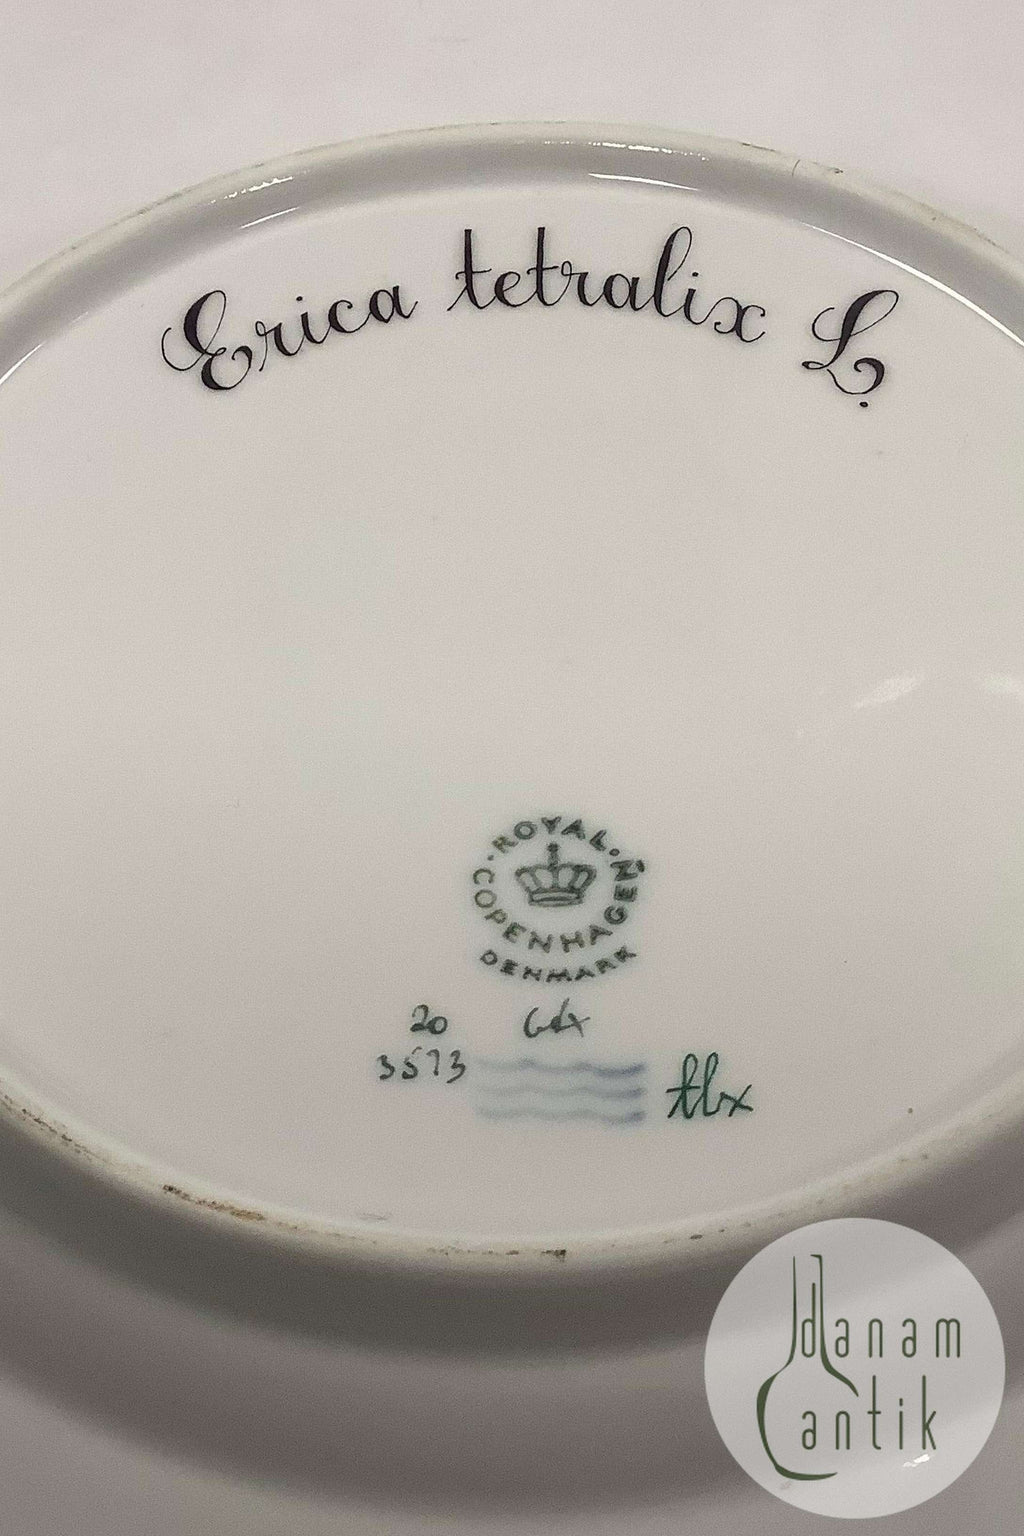 Erica tetralix L.
ROYAL
COPENHAGEN
DENMARK
20
3573
danam
antik